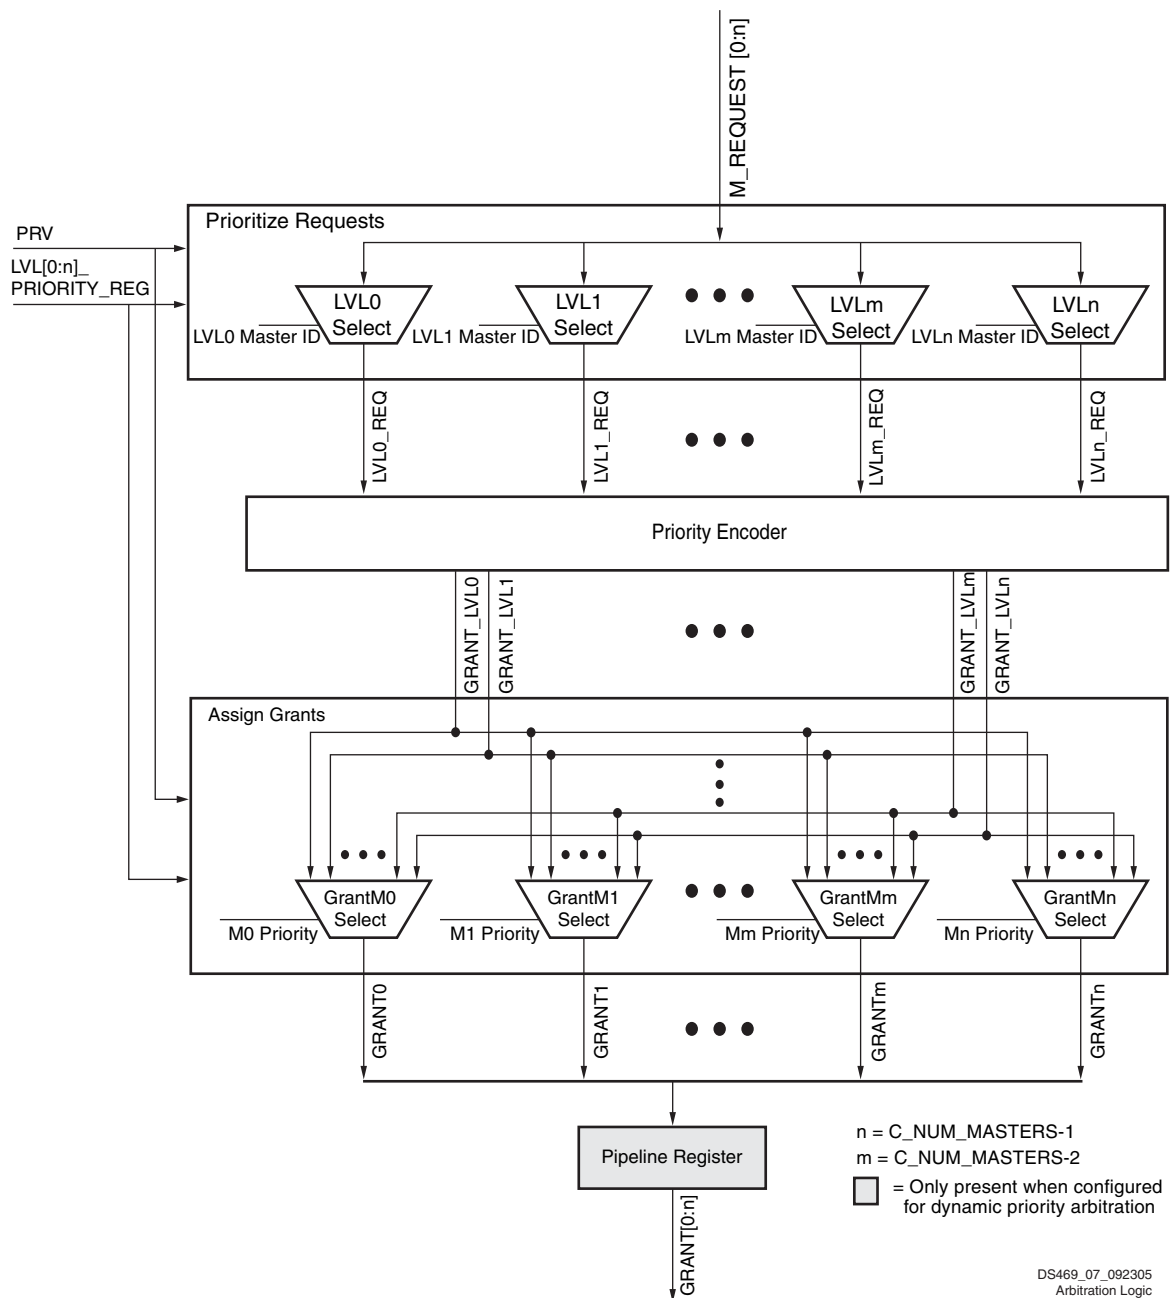 M_REQUEST [0:n]
Prioritize Requests
PRV
LVL[0:n]_
PRIORITY_REG
LVL0
Select
LVL1
Select
LVLm
Select
LVLn
Select
LVL0 Master ID
LVL1 Master ID
LVLm Master ID
LVLn Master ID
LVL0_REQ
LVL1_REQ
LVLm_REQ
LVLn_REQ
Priority Encoder
GRANT_LVL0
GRANT_LVL1
GRANT_LVLm
GRANT_LVLn
Assign Grants
GrantM0
Select
GrantM1
Select
GrantMm
Select
GrantMn
Select
M0 Priority
M1 Priority
Mm Priority
Mn Priority
GRANT0
GRANT1
GRANTm
GRANTn
Pipeline Register
n = C_NUM_MASTERS-1
m = C_NUM_MASTERS-2
= Only present when configured
for dynamic priority arbitration
GRANT[0:n]
DS469_07_092305
Arbitration Logic